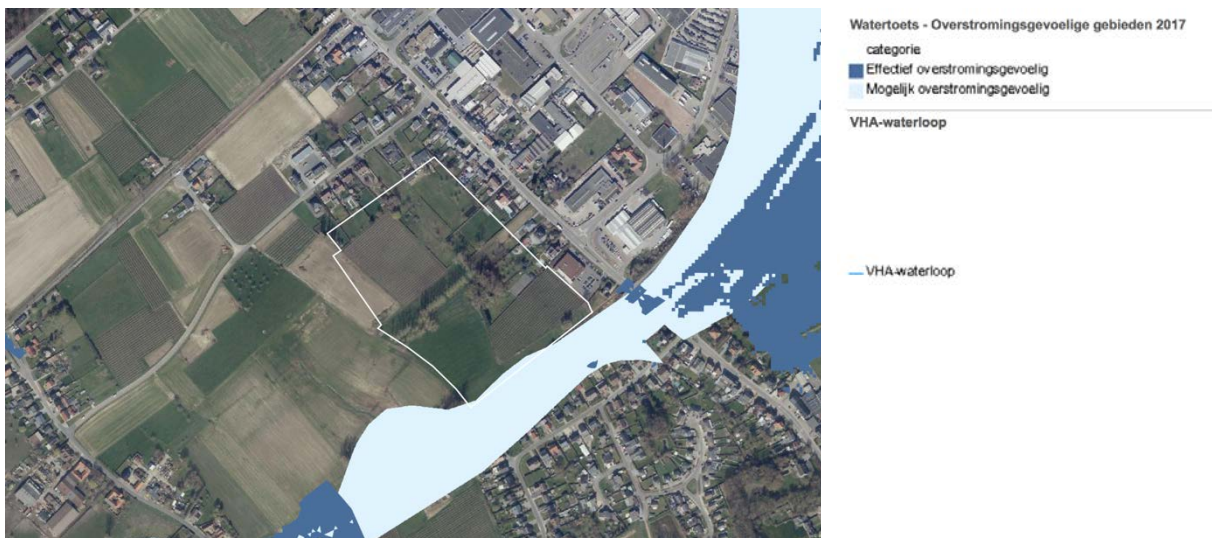 Watertoets - Overstromingsgevoelige gebieden 2017
categorie
Effectief overstromingsgevoelig
Mogelijk overstromingsgevoelig
VHA-waterloop
VHA-waterloop